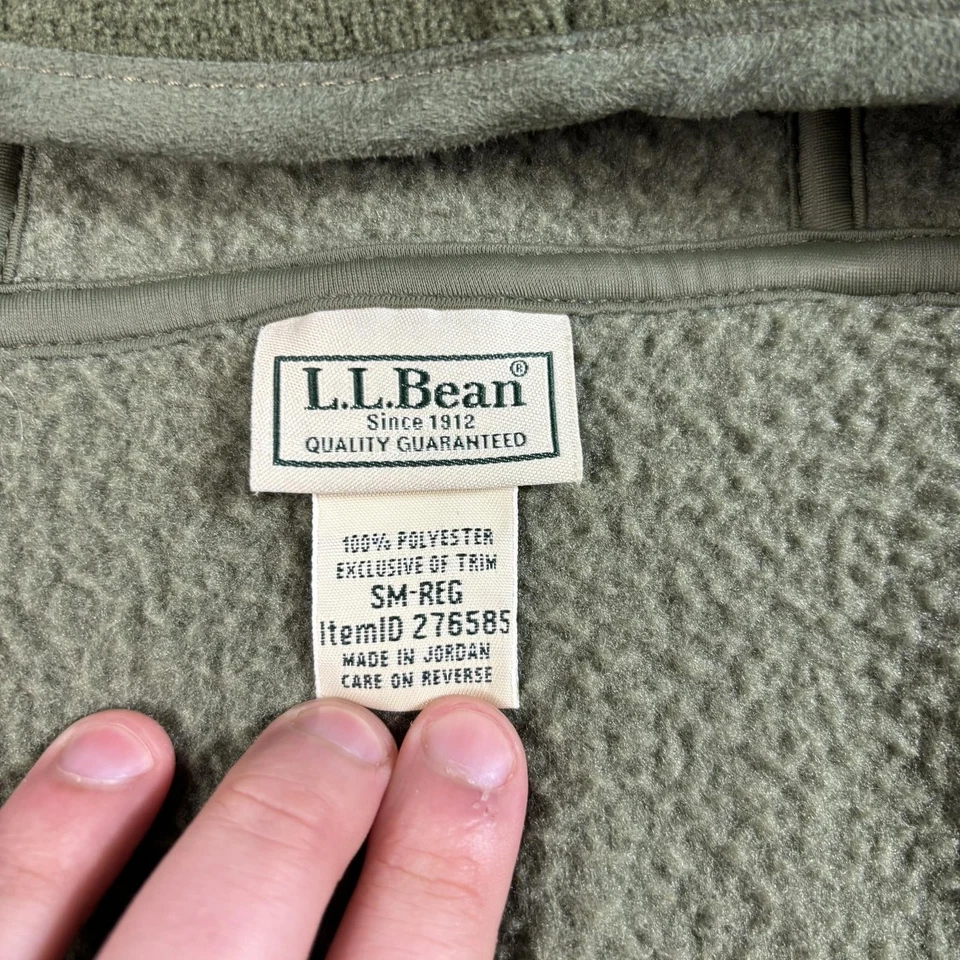 L.L.Bean®
Since 1912
QUALITY GUARANTEED
100% POLYESTER
EXCLUSIVE OF TRIM
SM-REG
ItemID 276585
MADE IN JORDAN
CARE ON REVERSE